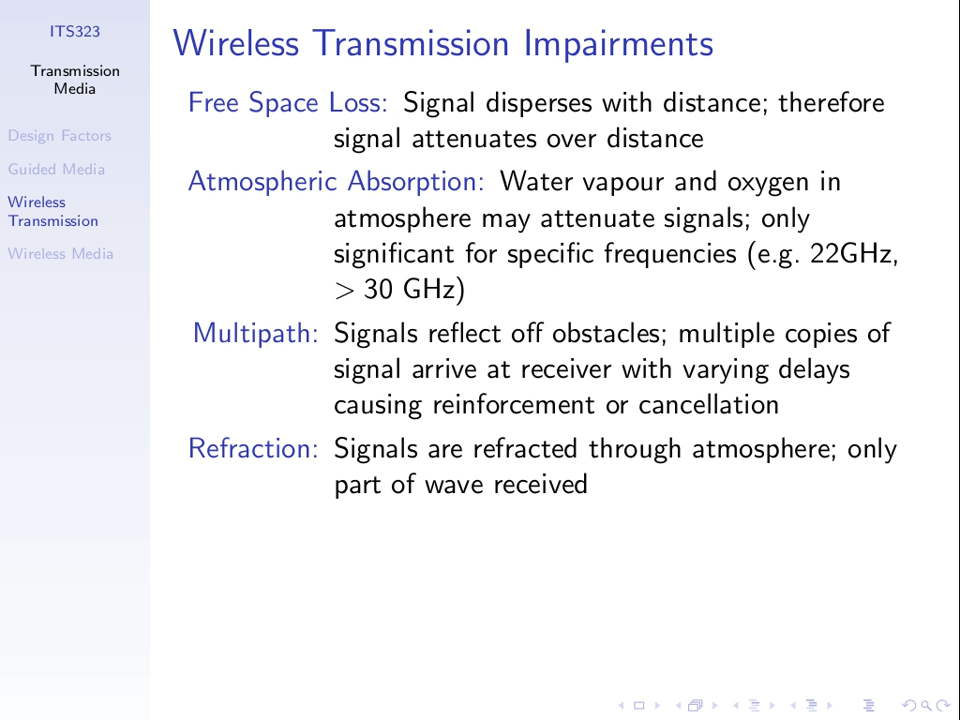 ITS323
Transmission
Media
Design Factors
Guided Media
Wireless
Transmission
Wireless Media
Wireless Transmission Impairments
Free Space Loss: Signal disperses with distance; therefore
signal attenuates over distance
Atmospheric Absorption: Water vapour and oxygen in
atmosphere may attenuate signals; only
significant for specific frequencies (e.g. 22GHz,
> 30 GHz)
Multipath: Signals reflect off obstacles; multiple copies of
signal arrive at receiver with varying delays
causing reinforcement or cancellation
Refraction: Signals are refracted through atmosphere; only
part of wave received